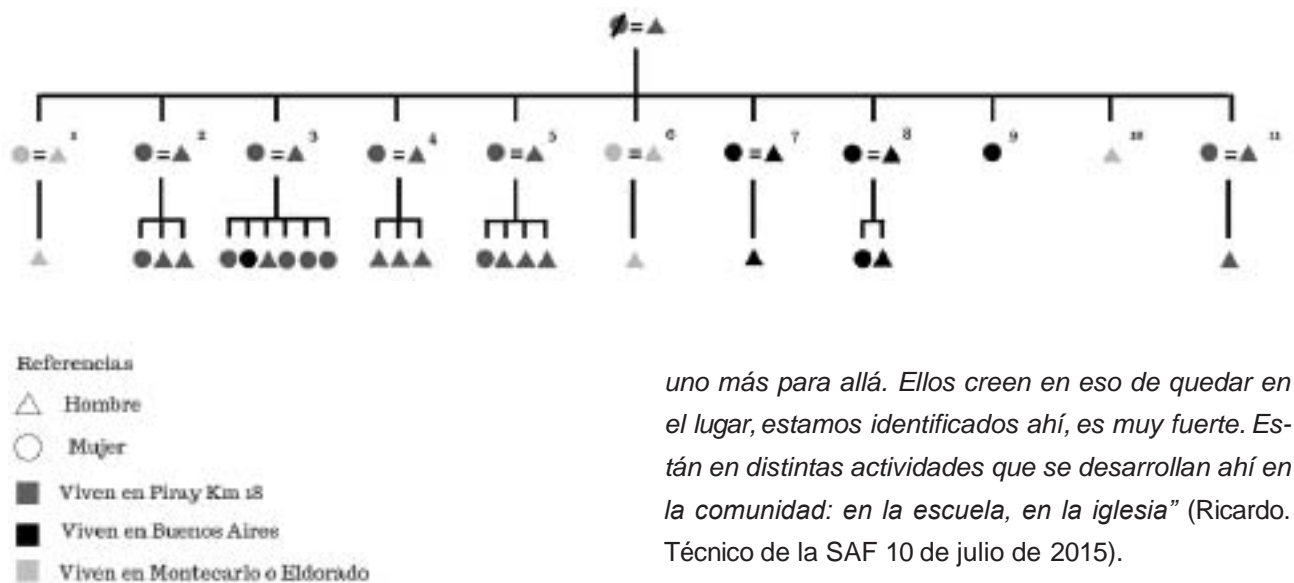 1 2 3 4 5 6 7 8 9 10 11
Referencias
Hombre
Mujer
Viven en Piray Km 18
Viven en Buenos Aires
Viven en Montecarlo o Eldorado
uno más para allá. Ellos creen en eso de quedar en
el lugar, estamos identificados ahí, es muy fuerte. Es-
tán en distintas actividades que se desarrollan ahí en
la comunidad: en la escuela, en la iglesia” (Ricardo.
Técnico de la SAF 10 de julio de 2015).